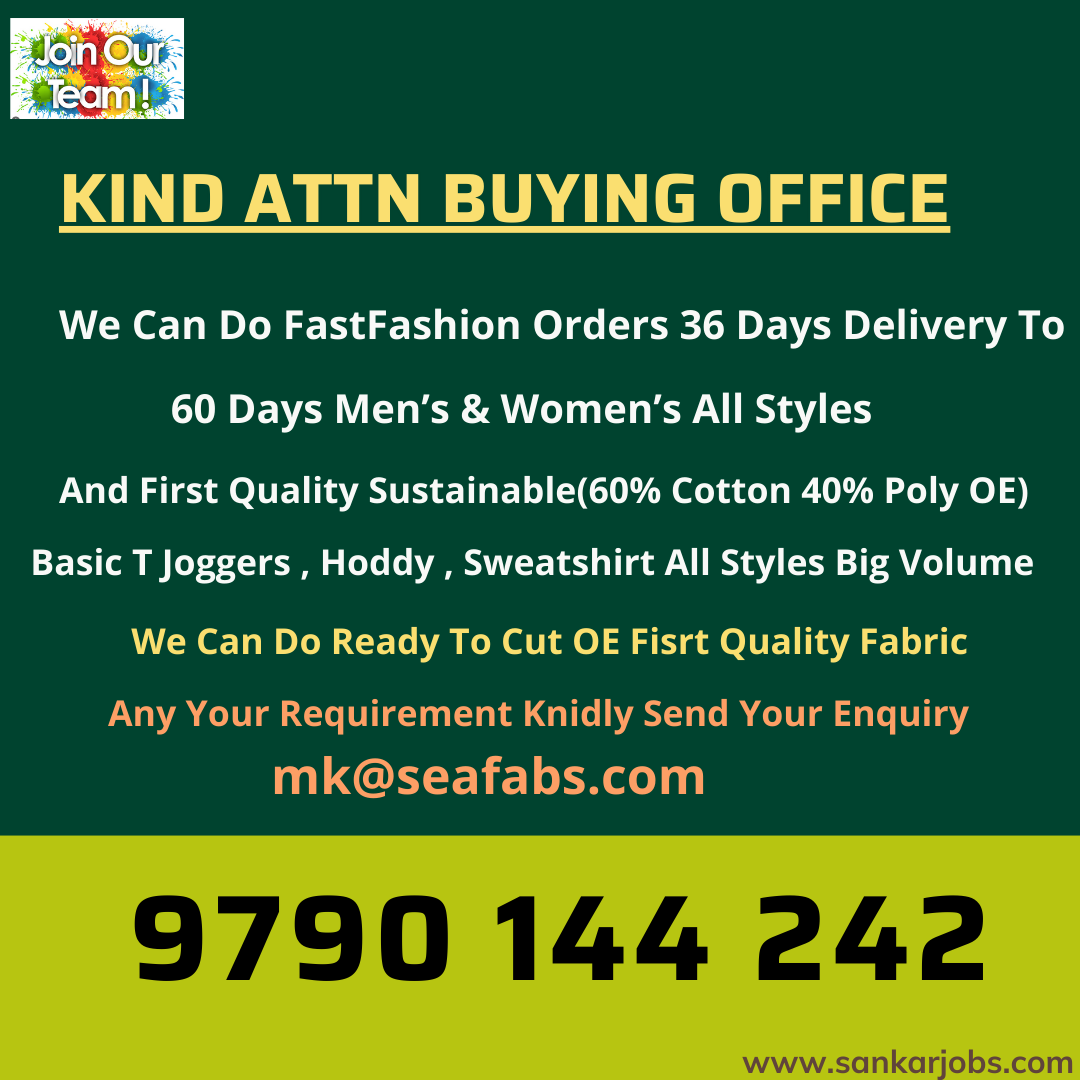 Join Our
Team !
KIND ATTN BUYING OFFICE
We Can Do FastFashion Orders 36 Days Delivery To
60 Days Men’s & Women’s All Styles
And First Quality Sustainable(60% Cotton 40% Poly OE)
Basic T Joggers , Hoddy , Sweatshirt All Styles Big Volume
We Can Do Ready To Cut OE Fisrt Quality Fabric
Any Your Requirement Knidly Send Your Enquiry
mk@seafabs.com
9790 144 242
www.sankarjobs.com